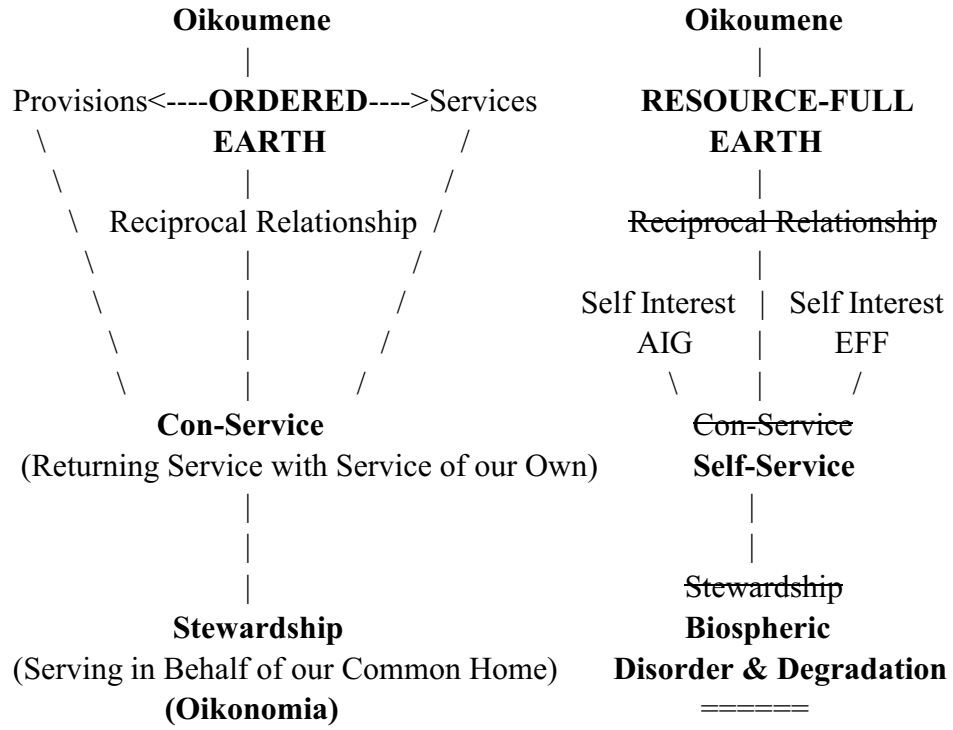 Oikoumene
|
Provisions<----ORDERED---->Services
EARTH
\ | /
\ /
\ Reciprocal Relationship /
\ | /
\ | /
\ | /
\ | /
Con-Service
(Returning Service with Service of our Own)
|
|
|
Stewardship
(Serving in Behalf of our Common Home)
(Oikonomia)
Oikoumene
|
RESOURCE-FULL
EARTH
|
Reciprocal Relationship
|
Self Interest | Self Interest
AIG | EFF
\ | /
Con-Service
Self-Service
|
|
Stewardship
Biospheric
Disorder & Degradation
======